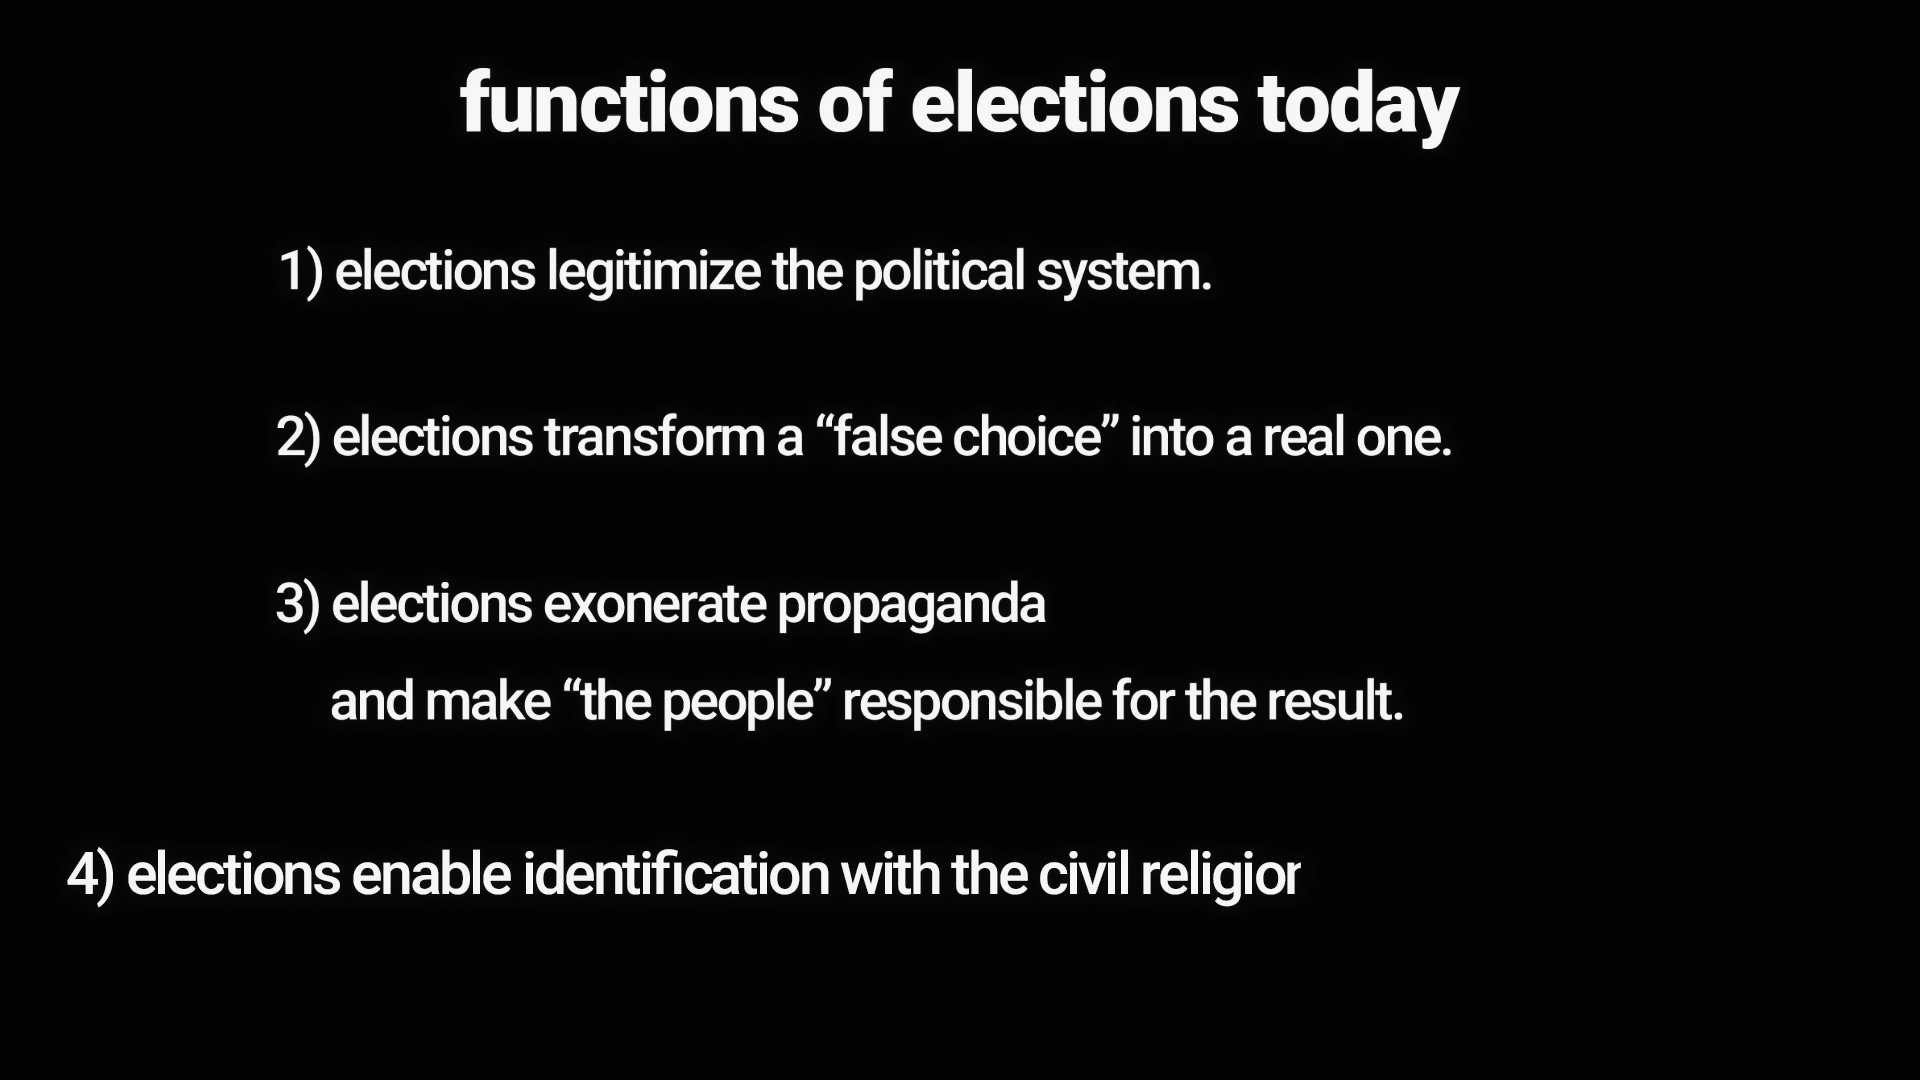 functions of elections today
1) elections legitimize the political system.
2) elections transform a “false choice” into a real one.
3) elections exonerate propaganda
and make “the people” responsible for the result.
4) elections enable identification with the civil religior